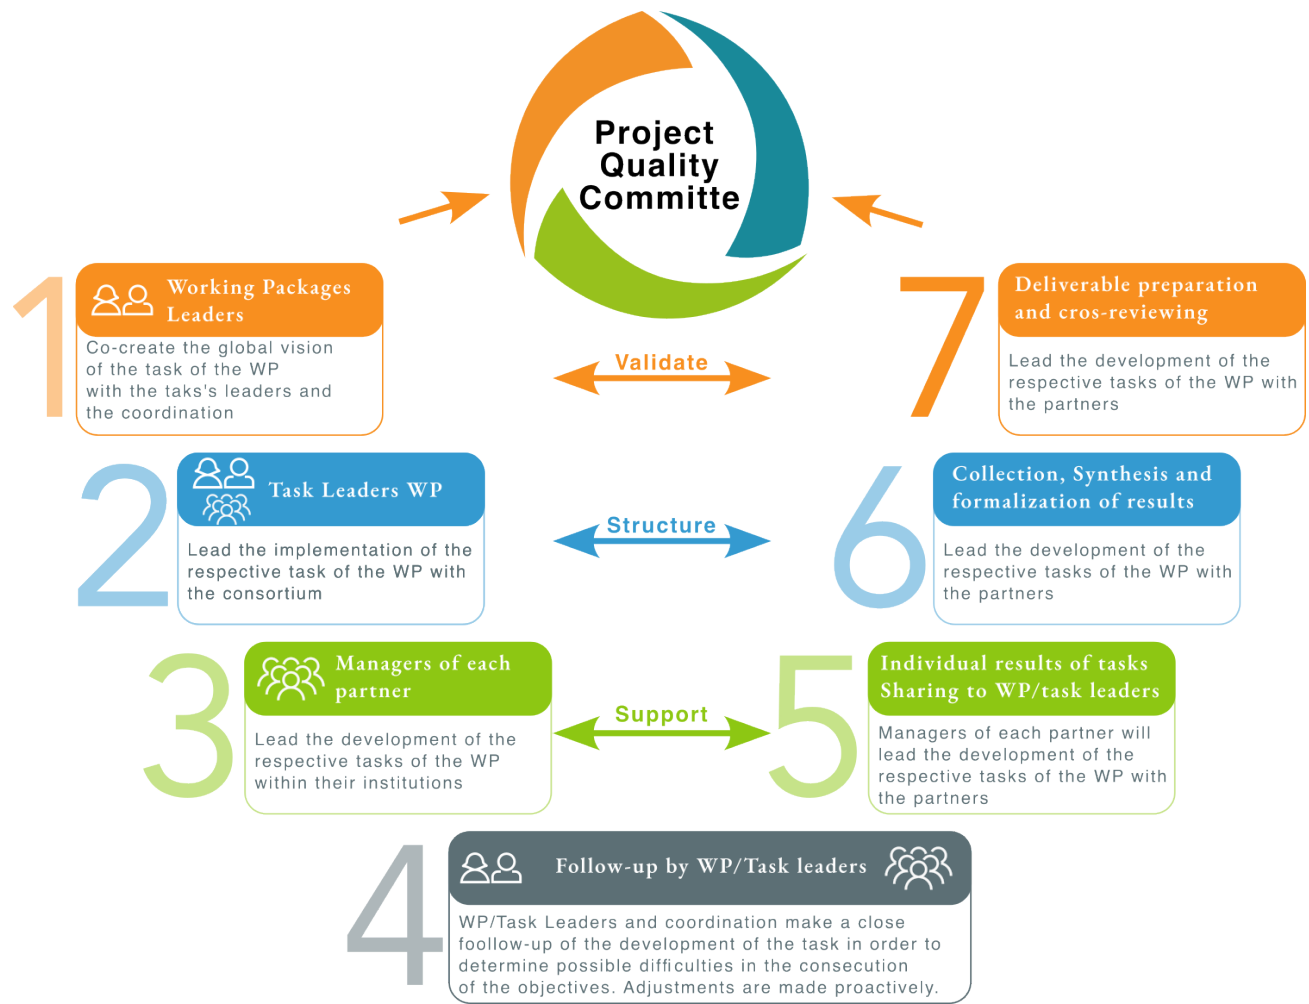 Project
Quality
Committe
1
Working Packages
Leaders
Co-create the global vision
of the task of the WP
with the taks's leaders and
the coordination
Validate
7
Deliverable preparation
and cros-reviewing
Lead the development of the
respective tasks of the WP with
the partners
2
Task Leaders WP
Lead the implementation of the
respective task of the WP with
the consortium
Structure
6
Collection, Synthesis and
formalization of results
Lead the development of the
respective tasks of the WP with
the partners
3
Managers of each
partner
Lead the development of the
respective tasks of the WP
within their institutions
Support
5
Individual results of tasks
Sharing to WP/task leaders
Managers of each partner will
lead the development of the
respective tasks of the WP with
the partners
4
Follow-up by WP/Task leaders
WP/Task Leaders and coordination make a close
foollow-up of the development of the task in order to
determine possible difficulties in the consecution
of the objectives. Adjustments are made proactively.